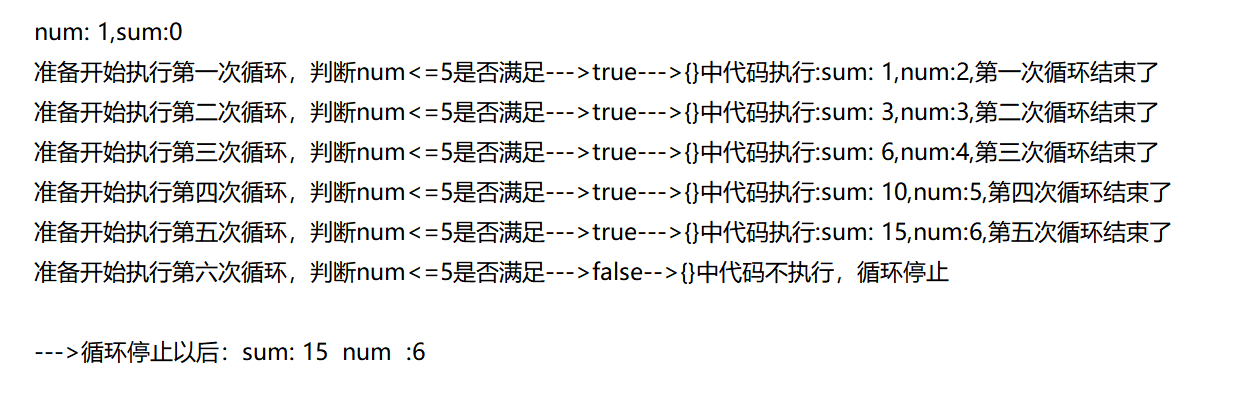 num: 1,sum:0
准备开始执行第一次循环，判断num<=5是否满足--->true--->{}中代码执行:sum: 1,num:2,第一次循环结束了
准备开始执行第二次循环，判断num<=5是否满足--->true--->{}中代码执行:sum: 3,num:3,第二次循环结束了
准备开始执行第三次循环，判断num<=5是否满足--->true--->{}中代码执行:sum: 6,num:4,第三次循环结束了
准备开始执行第四次循环，判断num<=5是否满足--->true--->{}中代码执行:sum: 10,num:5,第四次循环结束了
准备开始执行第五次循环，判断num<=5是否满足--->true--->{}中代码执行:sum: 15,num:6,第五次循环结束了
准备开始执行第六次循环，判断num<=5是否满足--->false-->{}中代码不执行，循环停止
--->循环停止以后：sum: 15  num  :6